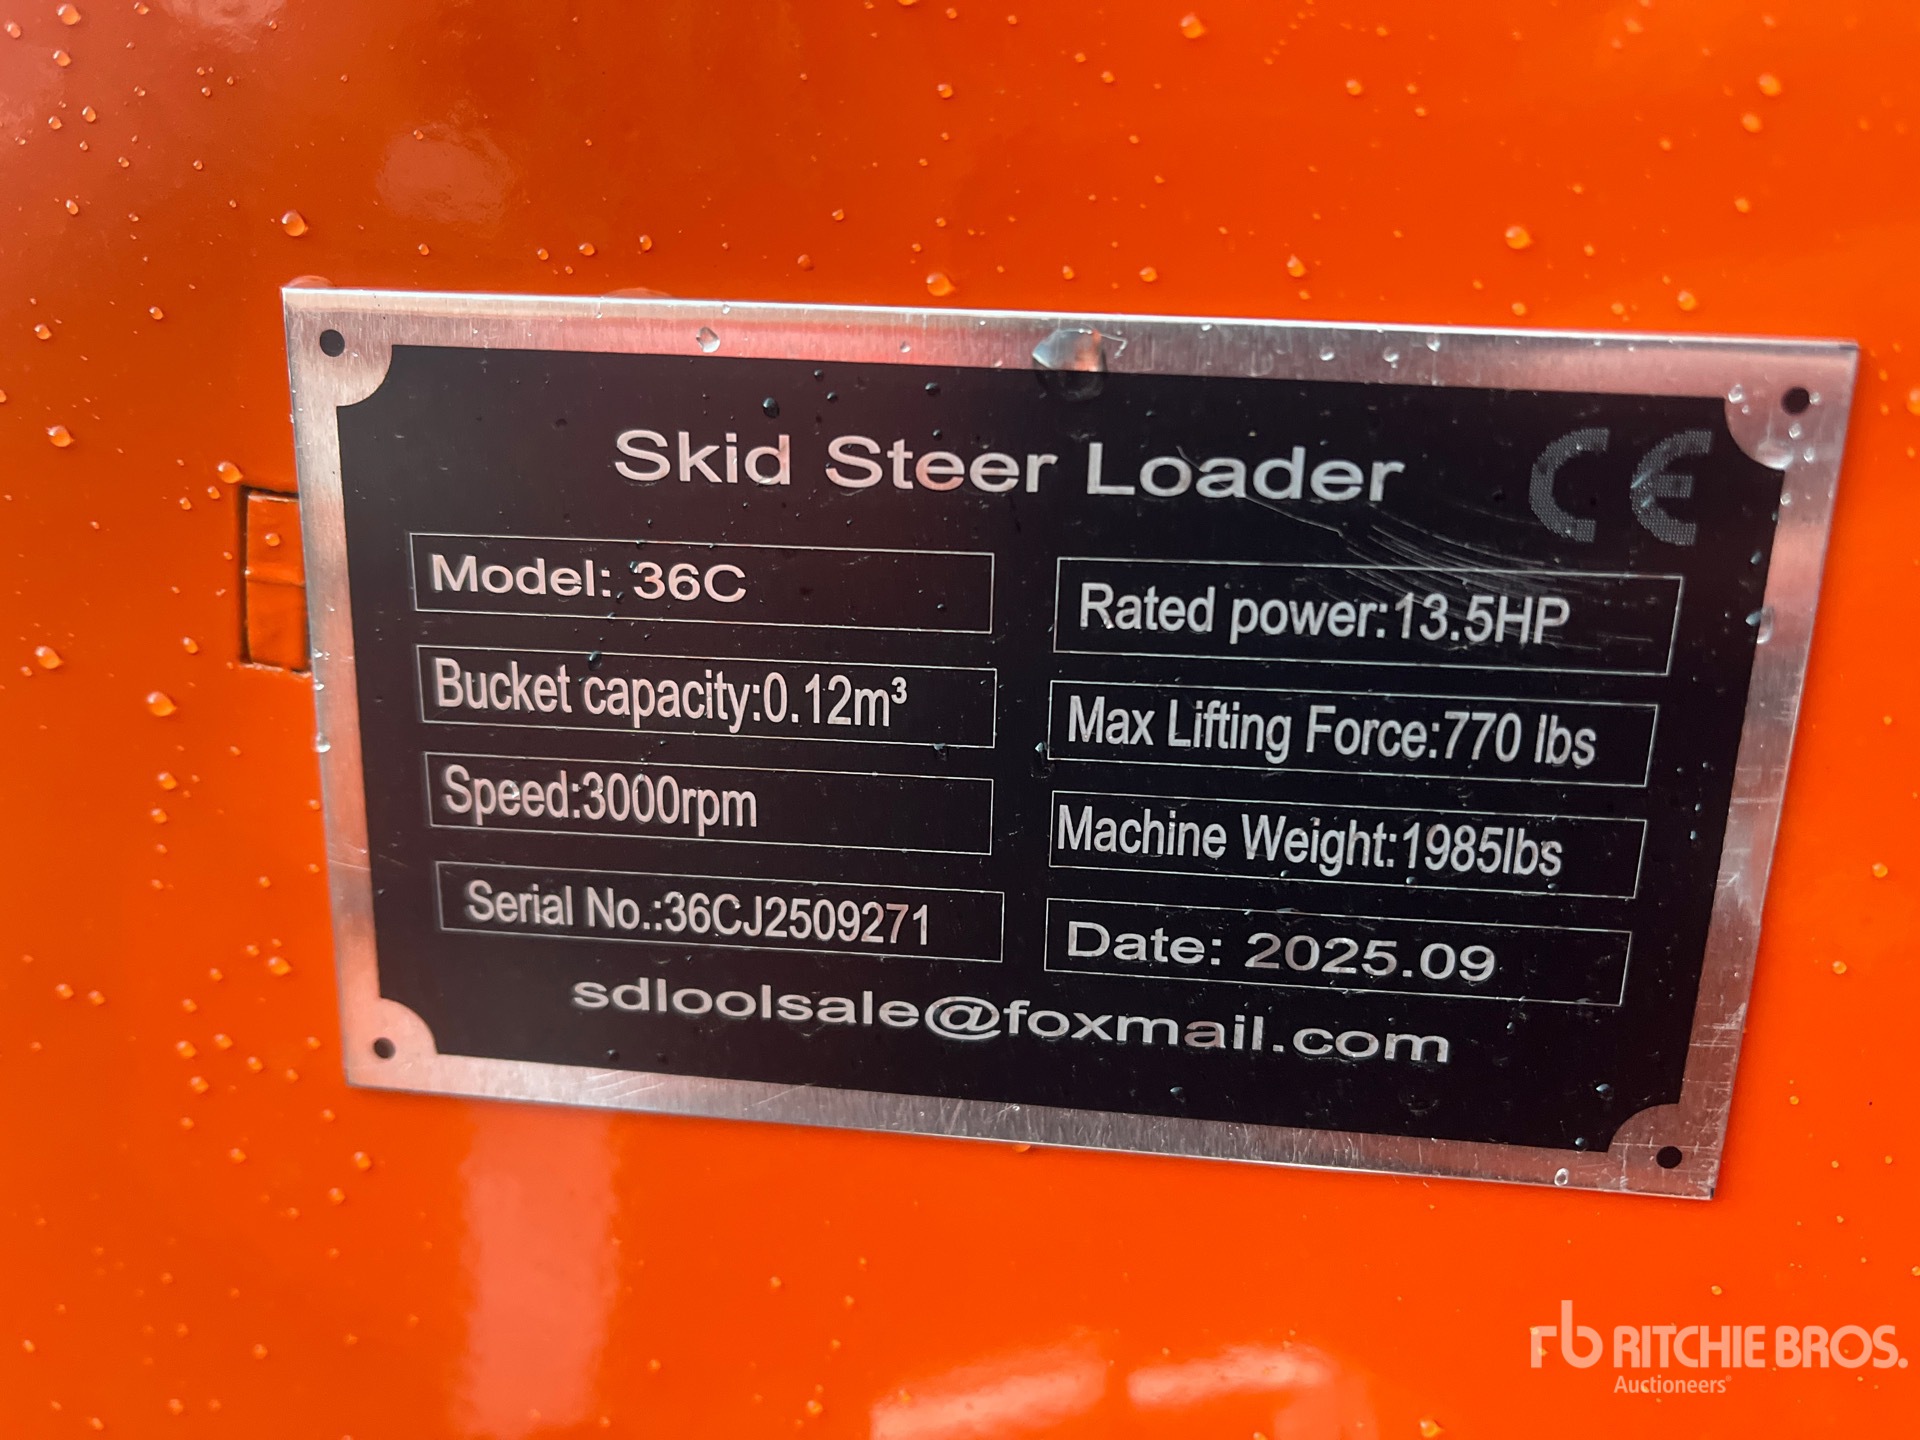 Skid Steer Loader CE
Model: 36C
Rated power:13.5HP
Bucket capacity:0.12m³
Max Lifting Force:770 lbs
Speed:3000rpm
Machine Weight:1985lbs
Serial No.:36CJ2509271
Date: 2025.09
sdloolsale@foxmail.com
rb RITCHIE BROS.
Auctioneers